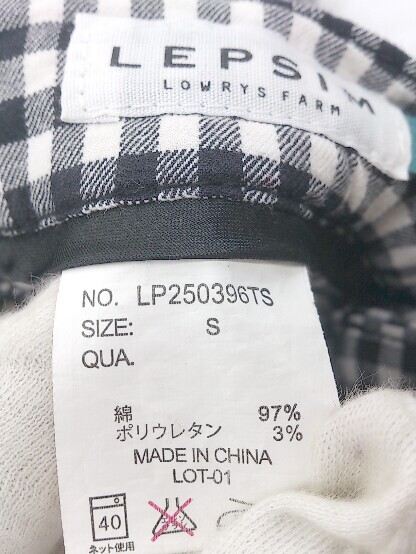 LEPSIM
LOWRYS FARM
NO. LP250396TS
SIZE: S
QUA.
綿 97%
ポリウレタン 3%
MADE IN CHINA
LOT-01
40
ネット使用